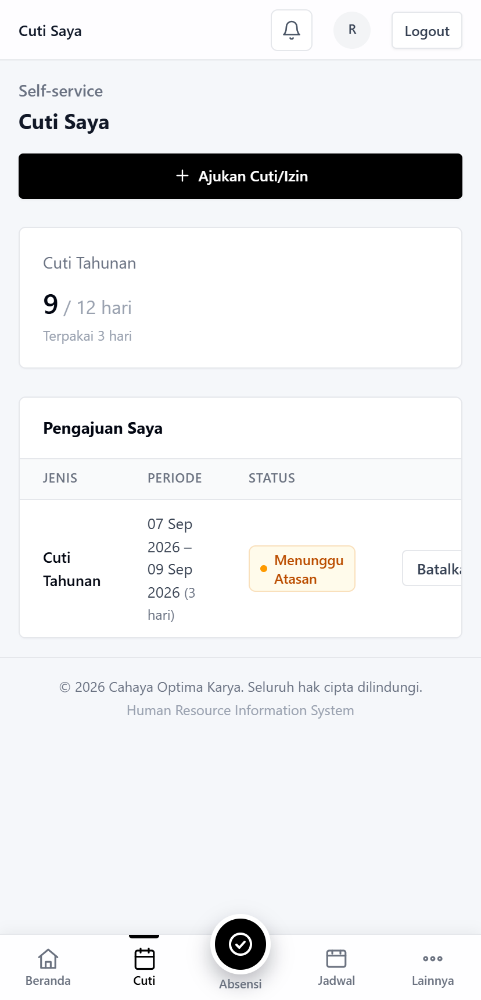 Cuti Saya
R
Logout
Self-service
Cuti Saya
Ajukan Cuti/Izin
Cuti Tahunan
9 / 12 hari
Terpakai 3 hari
Pengajuan Saya
JENIS PERIODE STATUS
Cuti
Tahunan
07 Sep
2026 –
09 Sep
2026 (3
hari)
Menunggu
Atasan
Batalka
© 2026 Cahaya Optima Karya. Seluruh hak cipta dilindungi.
Human Resource Information System
Beranda
Cuti
Absensi
Jadwal
Lainnya